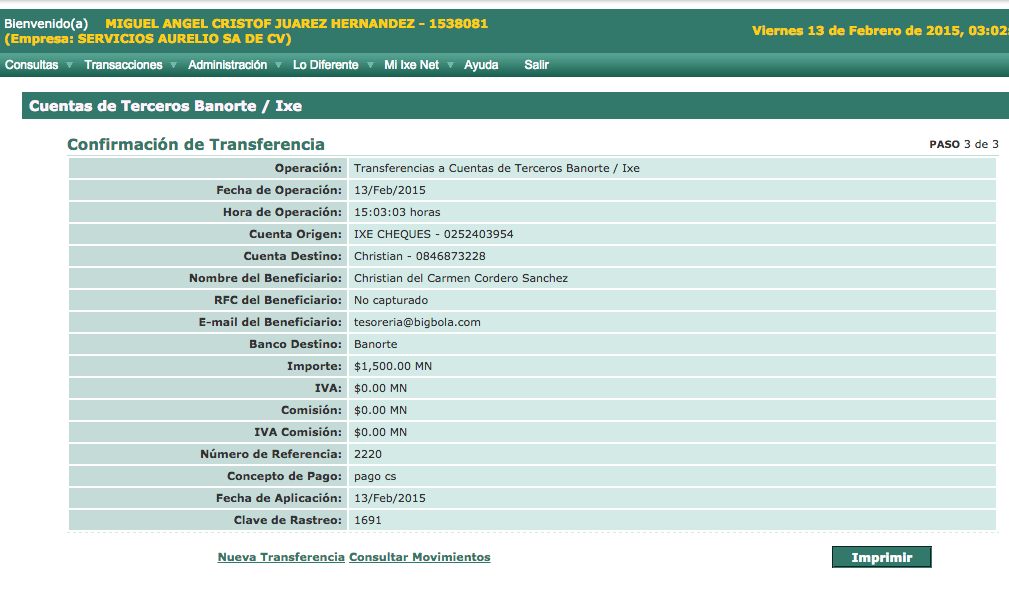 Bienvenido(a) MIGUEL ANGEL CRISTOF JUAREZ HERNANDEZ - 1538081
(Empresa: SERVICIOS AURELIO SA DE CV)
Viernes 13 de Febrero de 2015, 03:02:
Consultas Transacciones Administración Lo Diferente Mi Ixe Net Ayuda Salir
Cuentas de Terceros Banorte / Ixe
Confirmación de Transferencia PASO 3 de 3
Operación: Transferencias a Cuentas de Terceros Banorte / Ixe
Fecha de Operación: 13/Feb/2015
Hora de Operación: 15:03:03 horas
Cuenta Origen: IXE CHEQUES - 0252403954
Cuenta Destino: Christian - 0846873228
Nombre del Beneficiario: Christian del Carmen Cordero Sanchez
RFC del Beneficiario: No capturado
E-mail del Beneficiario: tesoreria@bigbola.com
Banco Destino: Banorte
Importe: $1,500.00 MN
IVA: $0.00 MN
Comisión: $0.00 MN
IVA Comisión: $0.00 MN
Número de Referencia: 2220
Concepto de Pago: pago cs
Fecha de Aplicación: 13/Feb/2015
Clave de Rastreo: 1691
Nueva Transferencia Consultar Movimientos Imprimir